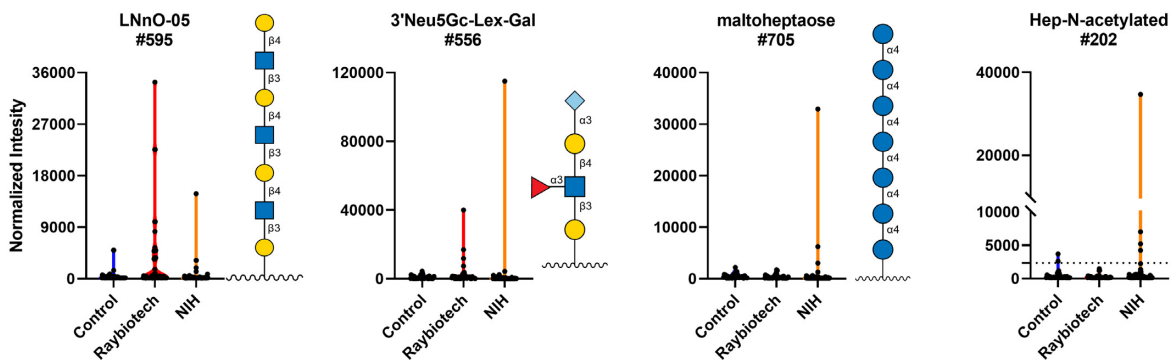 LNnO-05
#595
Normalized Intesity
36000
27000
18000
9000
0
Control
Raybiotech
NIH
β4
β3
β4
β3
β4
β3
3'Neu5Gc-Lex-Gal
#556
120000
80000
40000
0
Control
Raybiotech
NIH
α3
β4
α3
β3
maltoheptaose
#705
40000
30000
20000
10000
0
Control
Raybiotech
NIH
α4
α4
α4
α4
α4
α4
Hep-N-acetylated
#202
40000
20000
10000
5000
0
Control
Raybiotech
NIH